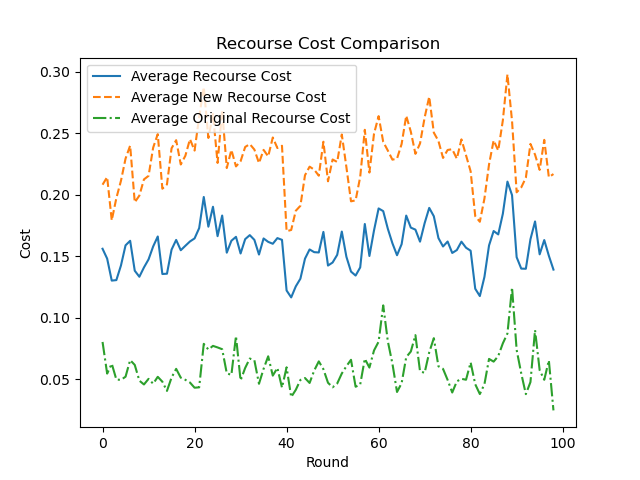 Recourse Cost Comparison
Average Recourse Cost
Average New Recourse Cost
Average Original Recourse Cost
Cost
0.30
0.25
0.20
0.15
0.10
0.05
0 20 40 60 80 100
Round